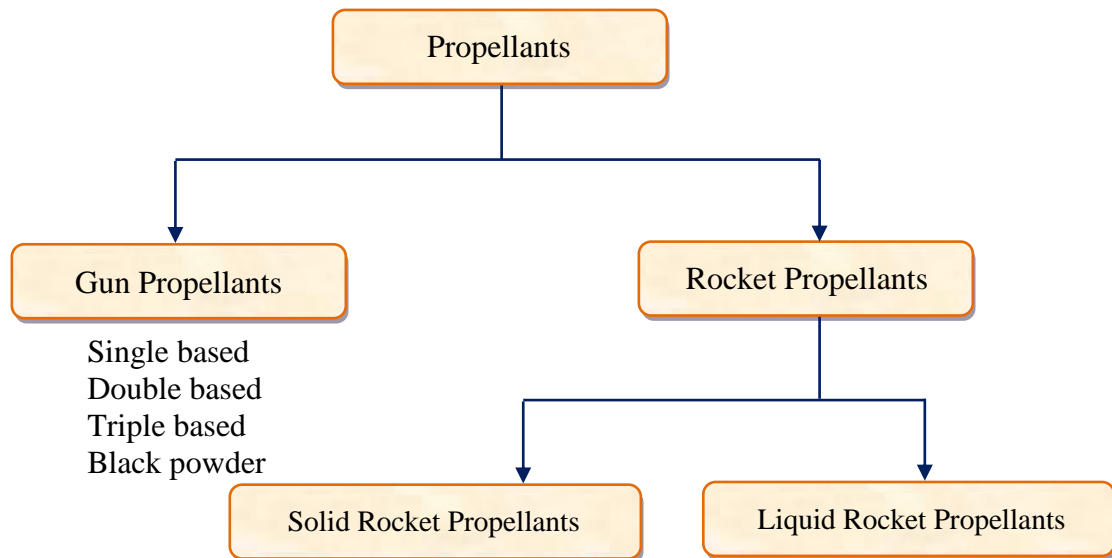 Propellants
Gun Propellants
Rocket Propellants
Single based
Double based
Triple based
Black powder
Solid Rocket Propellants
Liquid Rocket Propellants